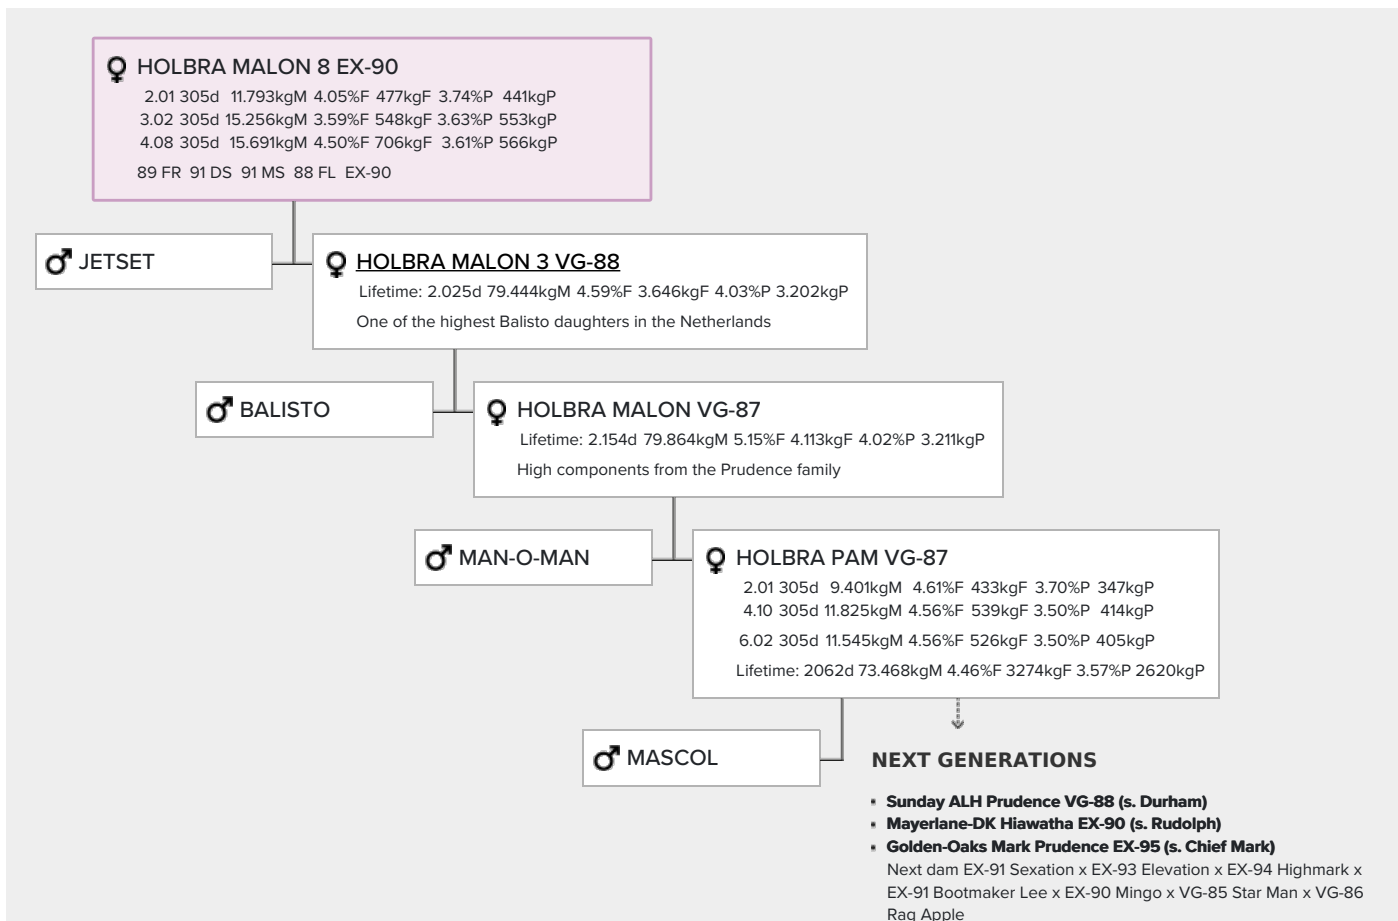 HOLBRA MALON 8 EX-90
2.01 305d 11.793kgM 4.05%F 477kgF 3.74%P 441kgP
3.02 305d 15.256kgM 3.59%F 548kgF 3.63%P 553kgP
4.08 305d 15.691kgM 4.50%F 706kgF 3.61%P 566kgP
89 FR 91 DS 91 MS 88 FL EX-90
JETSET
HOLBRA MALON 3 VG-88
Lifetime: 2.025d 79.444kgM 4.59%F 3.646kgF 4.03%P 3.202kgP
One of the highest Balisto daughters in the Netherlands
BALISTO
HOLBRA MALON VG-87
Lifetime: 2.154d 79.864kgM 5.15%F 4.113kgF 4.02%P 3.211kgP
High components from the Prudence family
MAN-O-MAN
HOLBRA PAM VG-87
2.01 305d 9.401kgM 4.61%F 433kgF 3.70%P 347kgP
4.10 305d 11.825kgM 4.56%F 539kgF 3.50%P 414kgP
6.02 305d 11.545kgM 4.56%F 526kgF 3.50%P 405kgP
Lifetime: 2062d 73.468kgM 4.46%F 3274kgF 3.57%P 2620kgP
MASCOL
NEXT GENERATIONS
Sunday ALH Prudence VG-88 (s. Durham)
Mayerlane-DK Hiawatha EX-90 (s. Rudolph)
Golden-Oaks Mark Prudence EX-95 (s. Chief Mark)
Next dam EX-91 Sexation x EX-93 Elevation x EX-94 Highmark x
EX-91 Bootmaker Lee x EX-90 Mingo x VG-85 Star Man x VG-86
Rag Apple